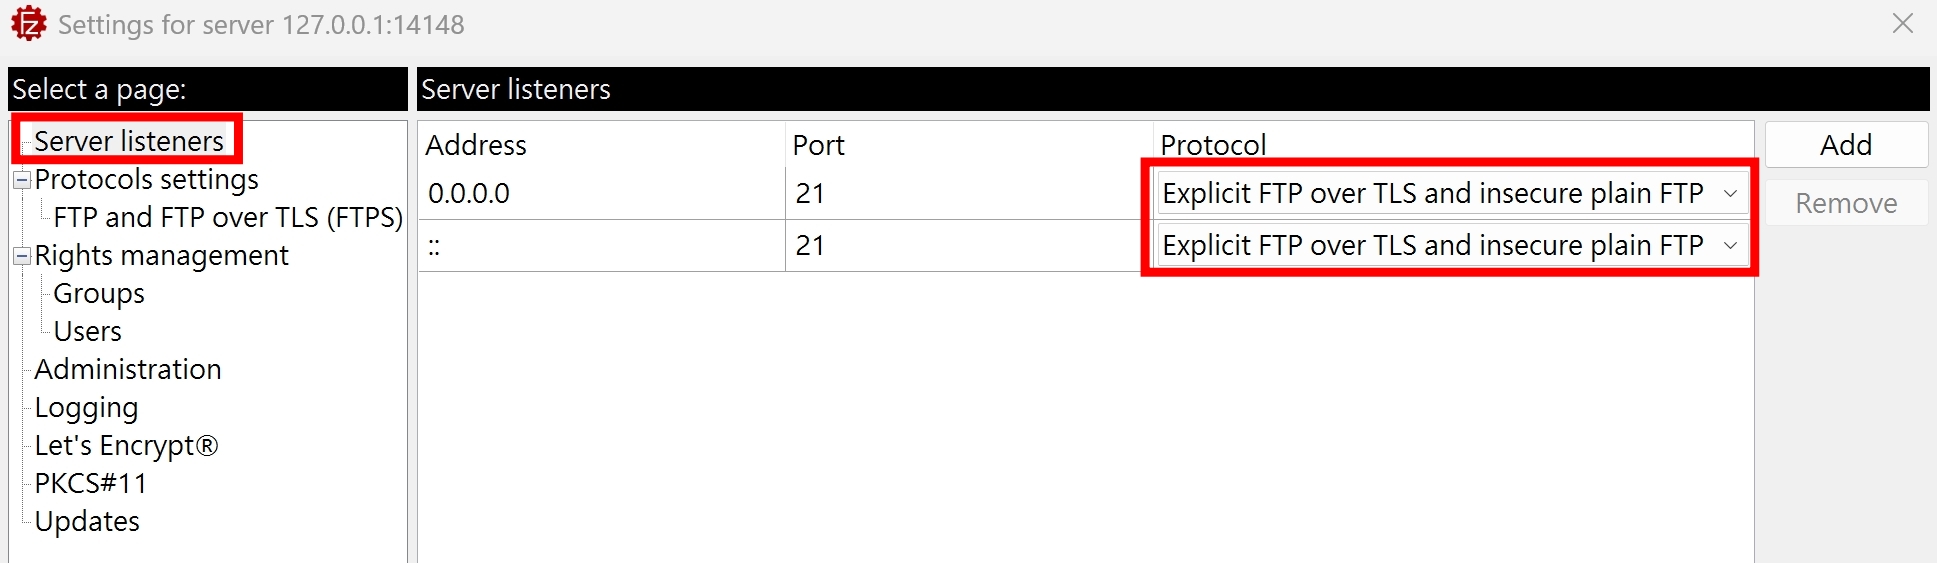 Settings for server 127.0.0.1:14148
Select a page:
Server listeners
Protocols settings
FTP and FTP over TLS (FTPS)
Rights management
Groups
Users
Administration
Logging
Let's Encrypt®
PKCS#11
Updates
Server listeners
Address Port Protocol
0.0.0.0 21 Explicit FTP over TLS and insecure plain FTP
:: 21 Explicit FTP over TLS and insecure plain FTP
Add
Remove